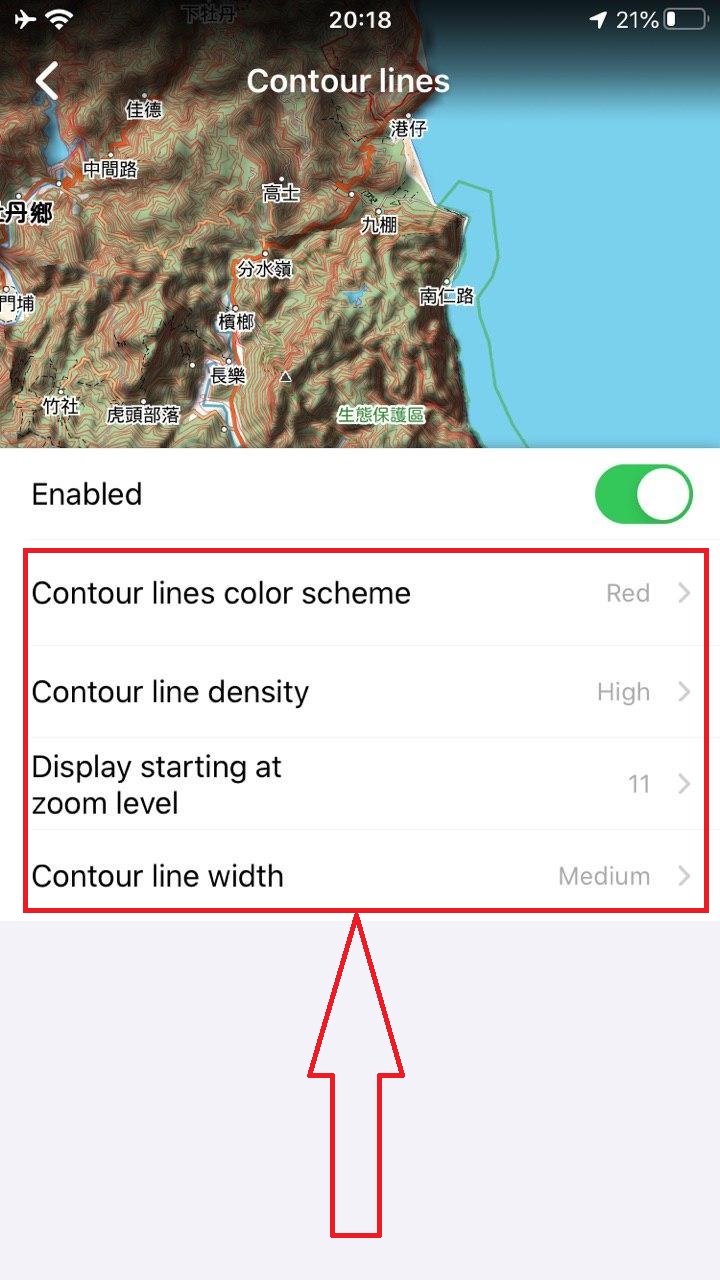 下牡丹
20:18
21%
Contour lines
佳德
港仔
中間路
高士
牡丹鄉
九棚
分水嶺
南仁路
門埔
檳榔
長樂
竹社
虎頭部落
生態保護區
Enabled
Contour lines color scheme Red
Contour line density High
Display starting at
zoom level 11
Contour line width Medium